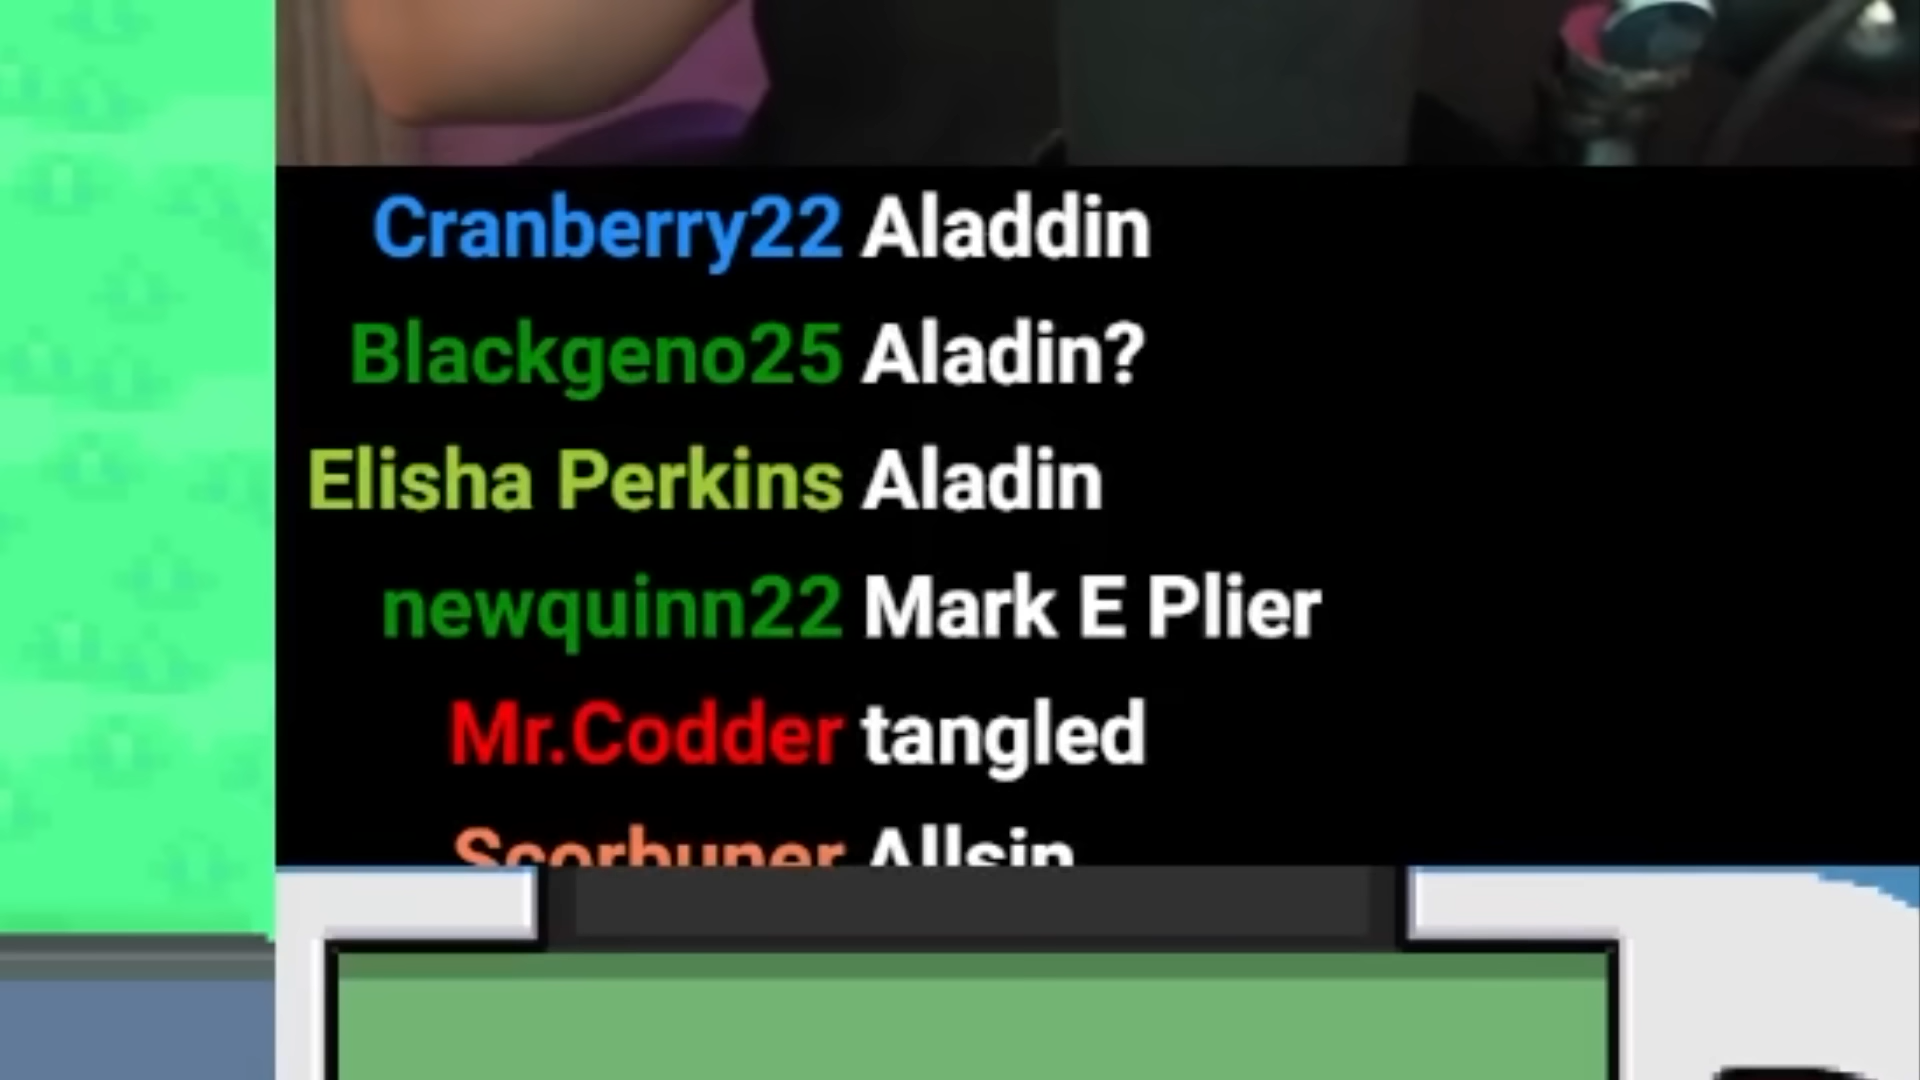 Cranberry22 Aladdin
Blackgeno25 Aladin?
Elisha Perkins Aladin
newquinn22 Mark E Plier
Mr.Codder tangled